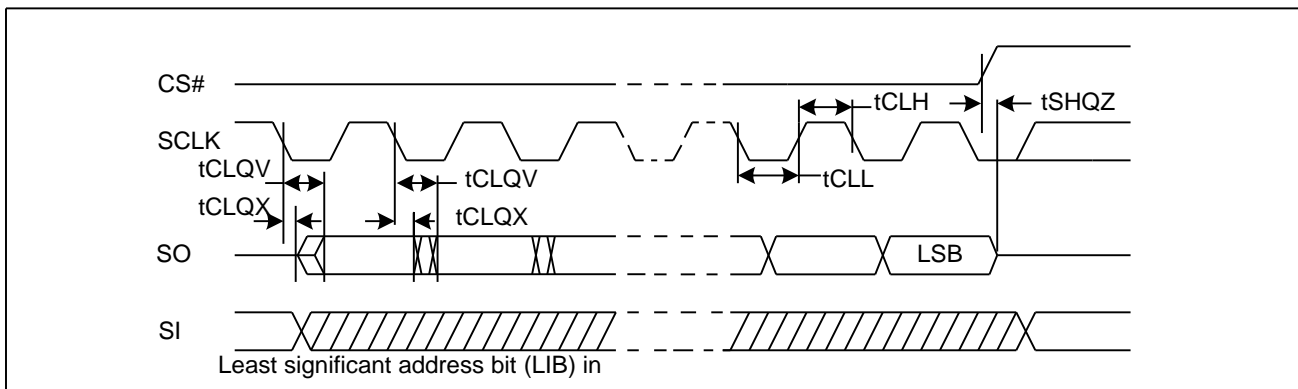 CS#
tCLH
tSHQZ
SCLK
tCLQV
tCLQV
tCLL
tCLQX
tCLQX
SO
LSB
SI
Least significant address bit (LIB) in